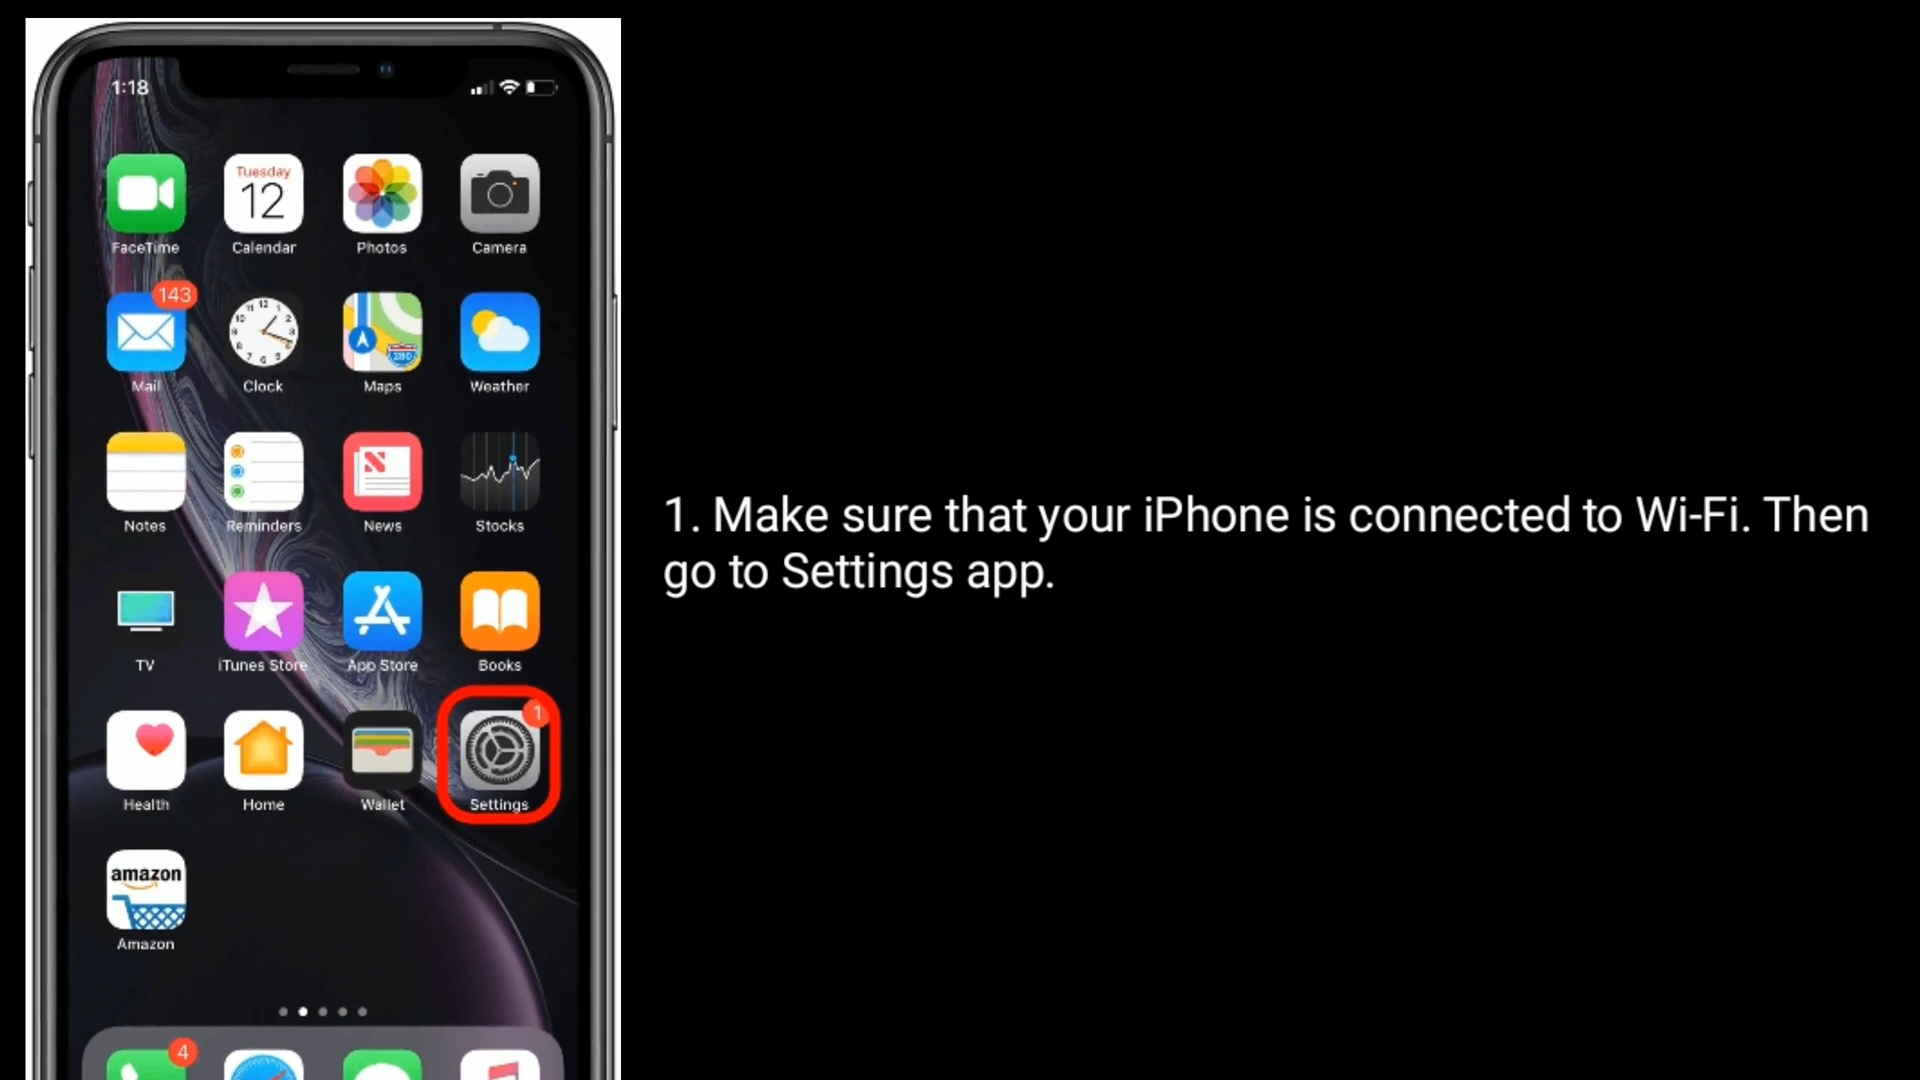 1:18
Tuesday
12
FaceTime
Calendar
Photos
Camera
143
280
Mail
Clock
Maps
Weather
Notes
Reminders
News
Stocks
TV
iTunes Store
App Store
Books
1
Health
Home
Wallet
Settings
amazon
Amazon
4
1. Make sure that your iPhone is connected to Wi-Fi. Then
go to Settings app.